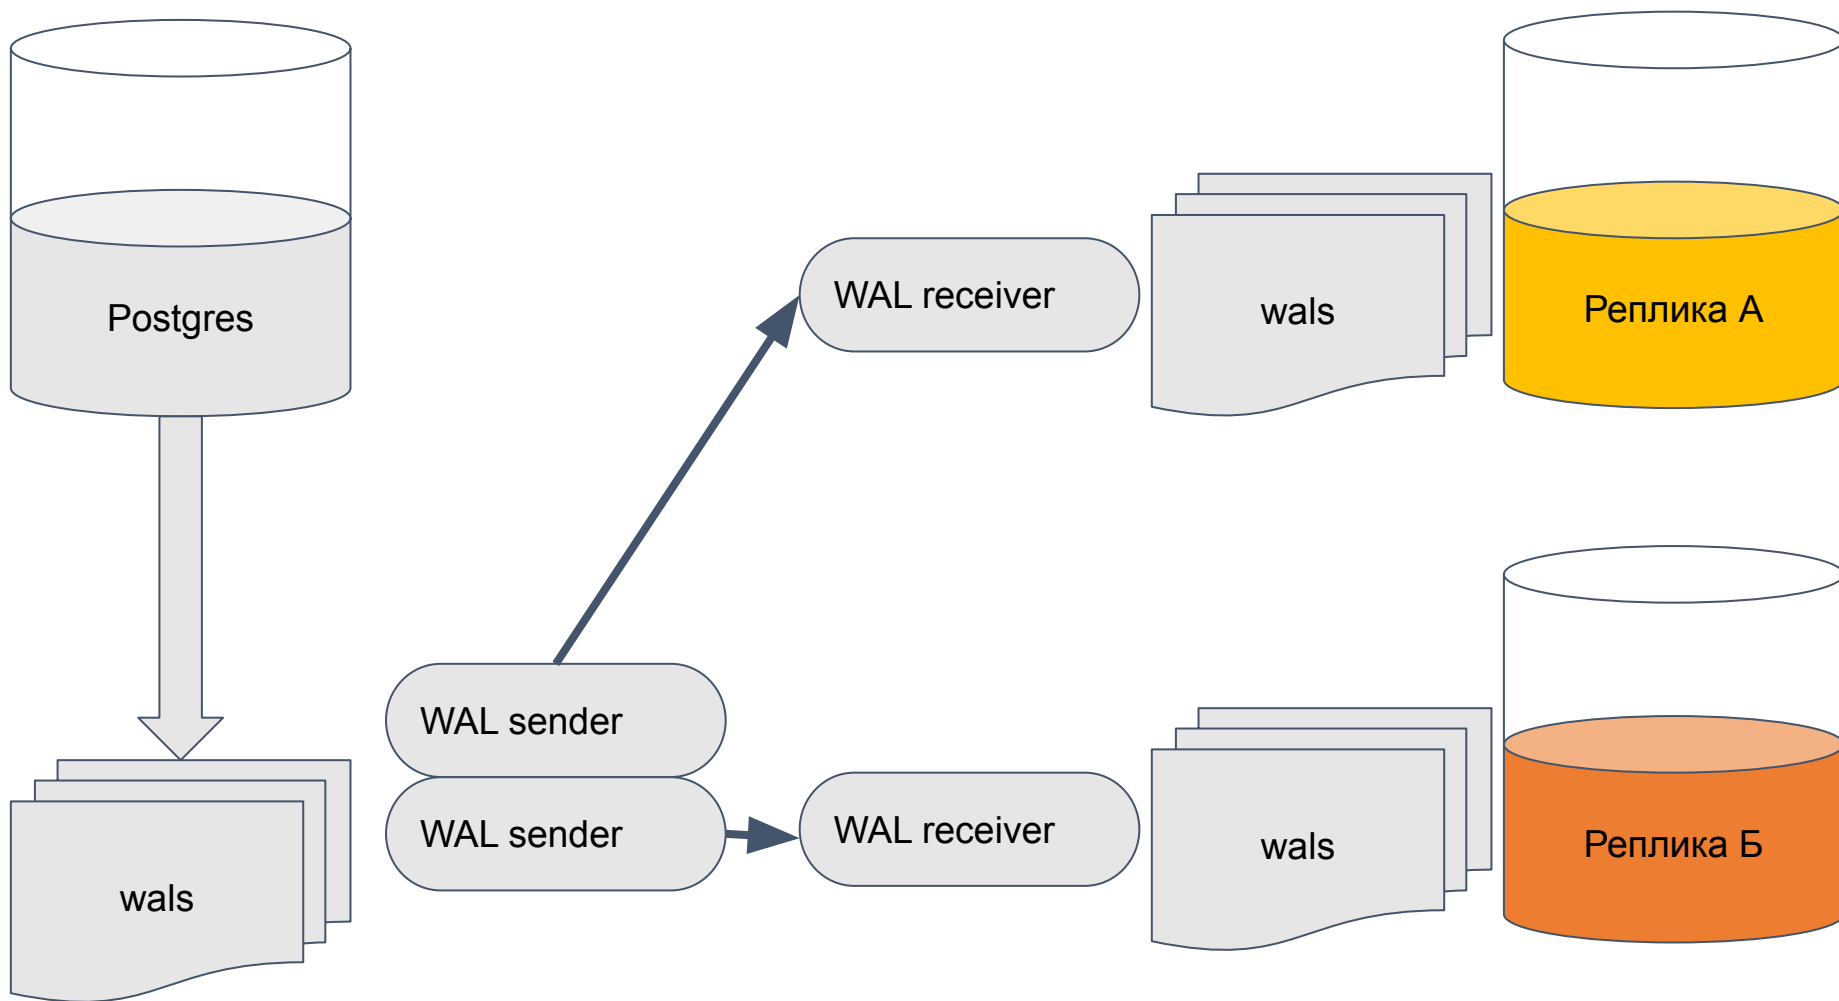 Postgres
WAL receiver
wals
Реплика А
WAL sender
WAL sender
wals
WAL receiver
wals
Реплика Б